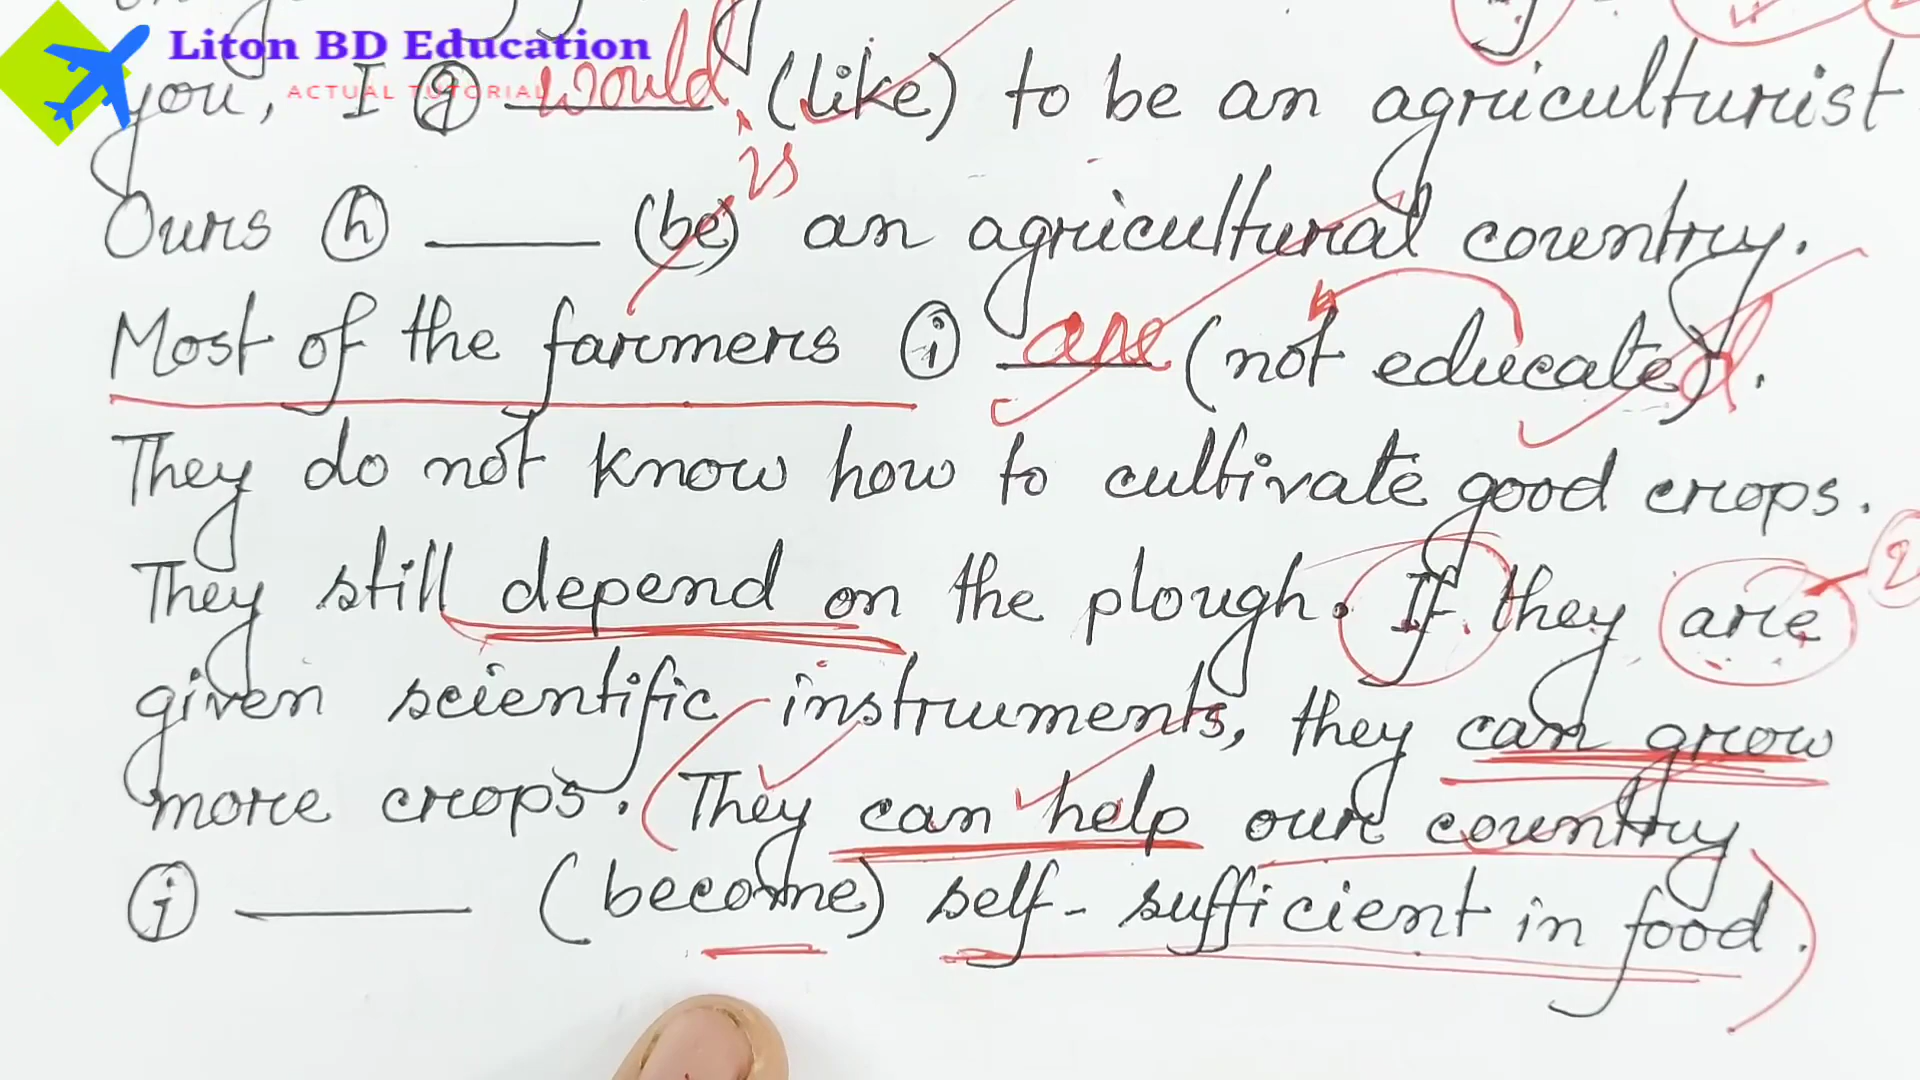 Liton BD Education
ACTUAL TUTORIAL
you, I (g) would (like) to be an agriculturist
is
Ours (h) ____ (be) an agricultural country.
Most of the farmers (i) are (not educate) d.
They do not know how to cultivate good crops.
They still depend on the plough. If they are 2
given scientific instruments, they can grow
more crops. They can help our country
(j) ____ (become) self-sufficient in food.